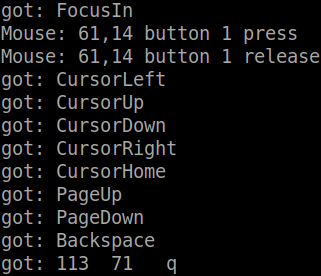 got: FocusIn
Mouse: 61,14 button 1 press
Mouse: 61,14 button 1 release
got: CursorLeft
got: CursorUp
got: CursorDown
got: CursorRight
got: CursorHome
got: PageUp
got: PageDown
got: Backspace
got: 113  71   q